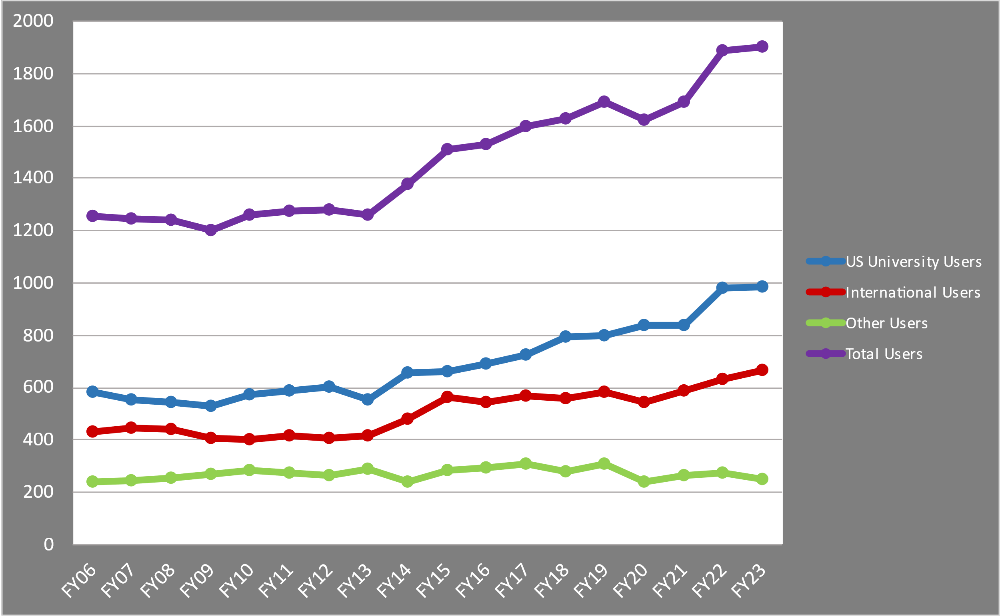 2000
1800
1600
1400
1200
1000
800
600
400
200
0
FY06
FY07
FY08
FY09
FY10
FY11
FY12
FY13
FY14
FY15
FY16
FY17
FY18
FY19
FY20
FY21
FY22
FY23
US University Users
International Users
Other Users
Total Users